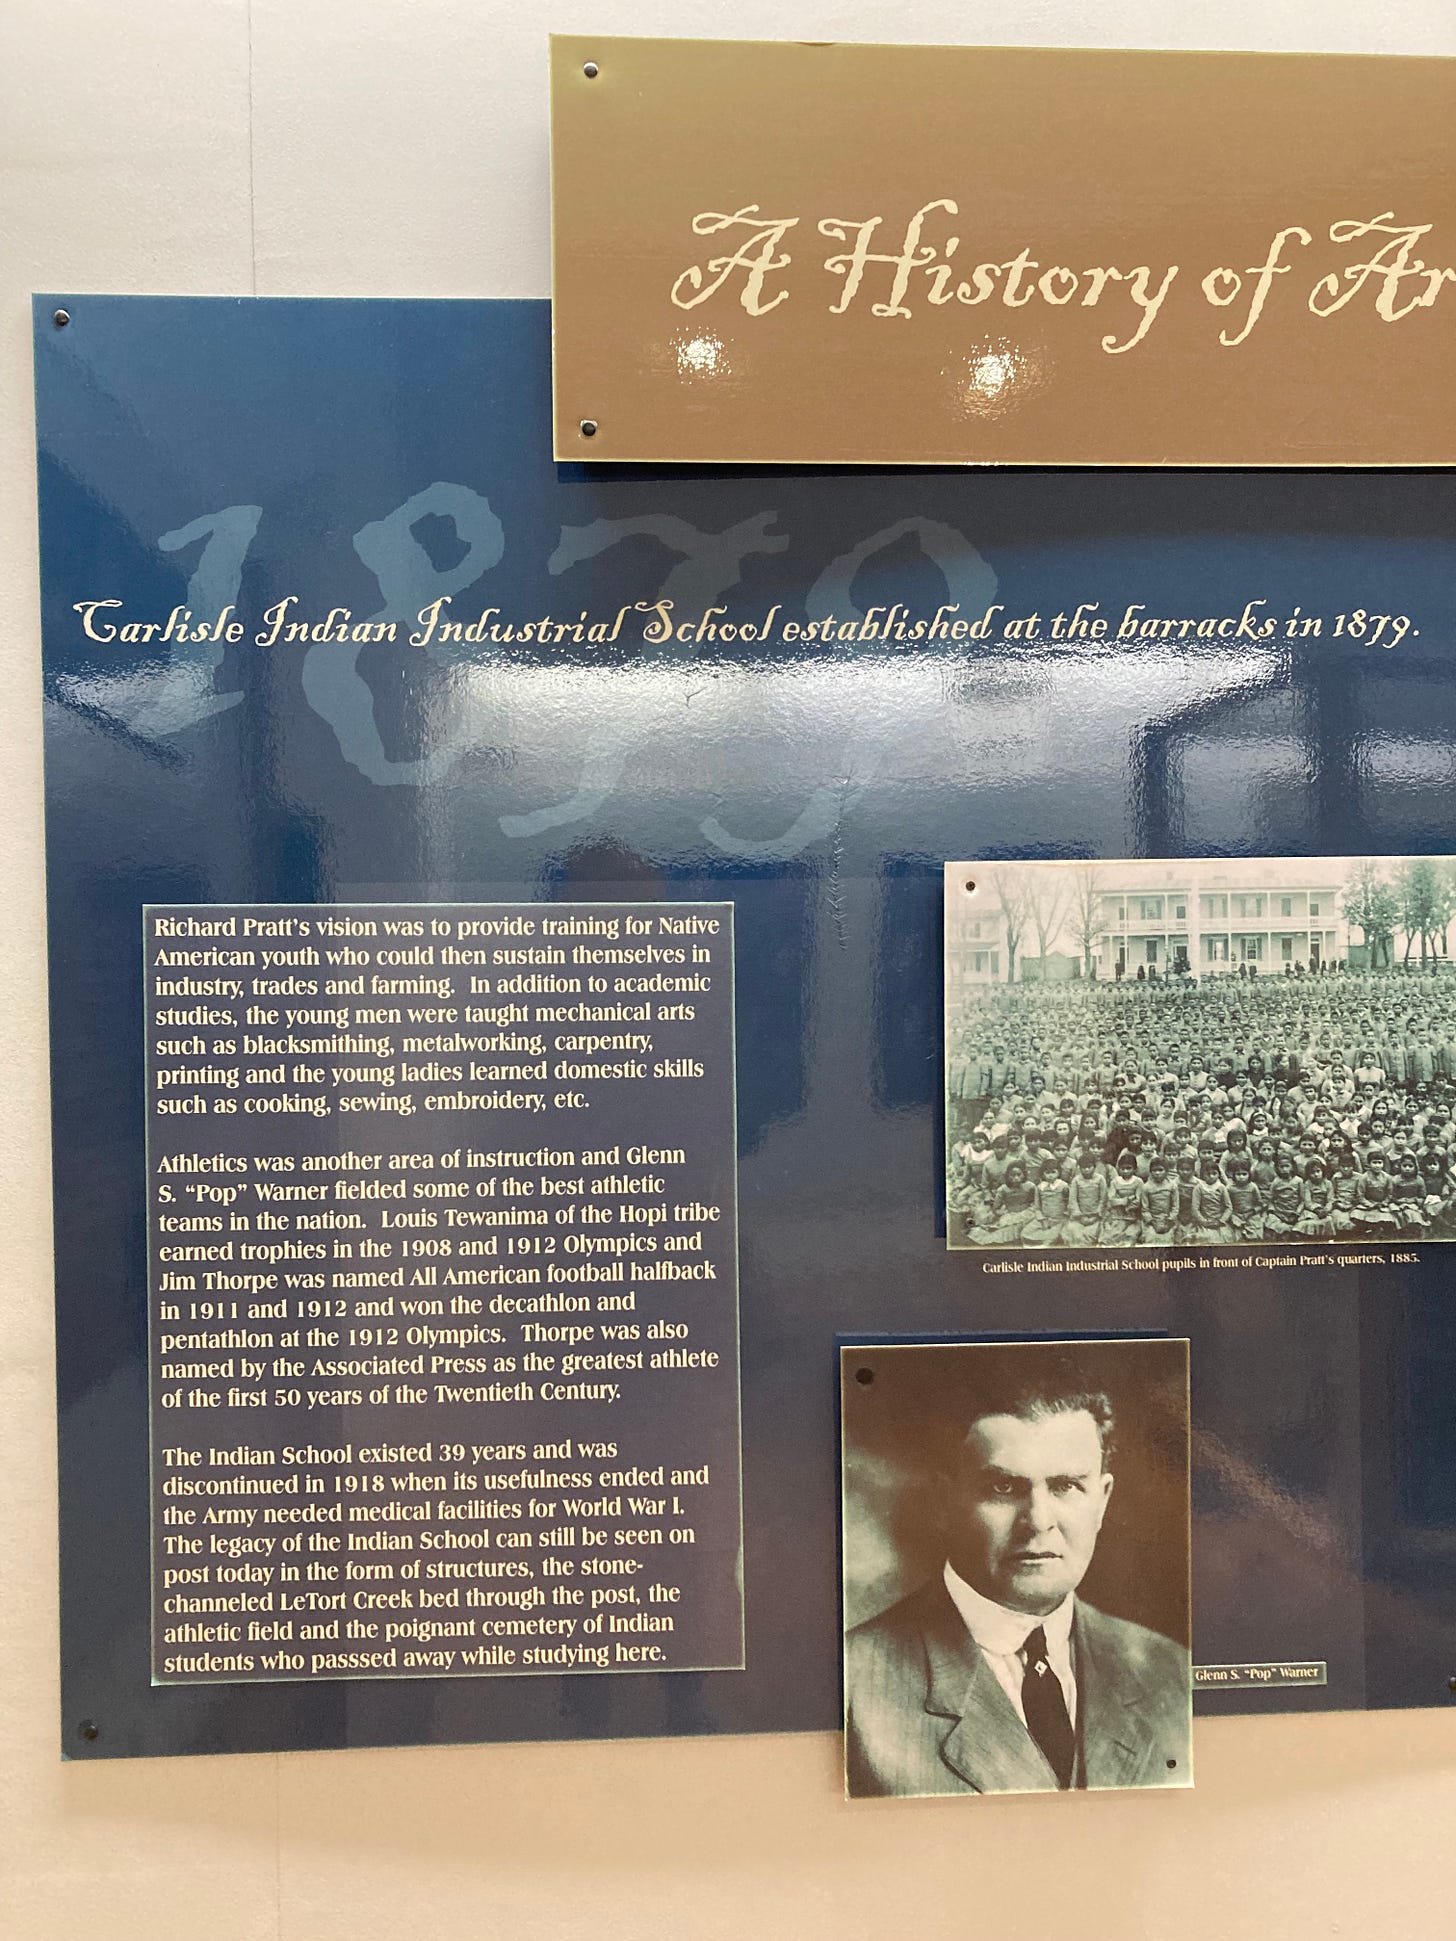 A History of Ar
1879
Carlisle Indian Industrial School established at the barracks in 1879.
Richard Pratt's vision was to provide training for Native
American youth who could then sustain themselves in
industry, trades and farming.  In addition to academic
studies, the young men were taught mechanical arts
such as blacksmithing, metalworking, carpentry,
printing and the young ladies learned domestic skills
such as cooking, sewing, embroidery, etc.
Athletics was another area of instruction and Glenn
S. “Pop” Warner fielded some of the best athletic
teams in the nation.  Louis Tewanima of the Hopi tribe
earned trophies in the 1908 and 1912 Olympics and
Jim Thorpe was named All American football halfback
in 1911 and 1912 and won the decathlon and
pentathlon at the 1912 Olympics.  Thorpe was also
named by the Associated Press as the greatest athlete
of the first 50 years of the Twentieth Century.
The Indian School existed 39 years and was
discontinued in 1918 when its usefulness ended and
the Army needed medical facilities for World War I.
The legacy of the Indian School can still be seen on
post today in the form of structures, the stone-
channeled LeTort Creek bed through the post, the
athletic field and the poignant cemetery of Indian
students who passsed away while studying here.
Carlisle Indian Industrial School pupils in front of Captain Pratt's quarters, 1885.
Glenn S. “Pop” Warner